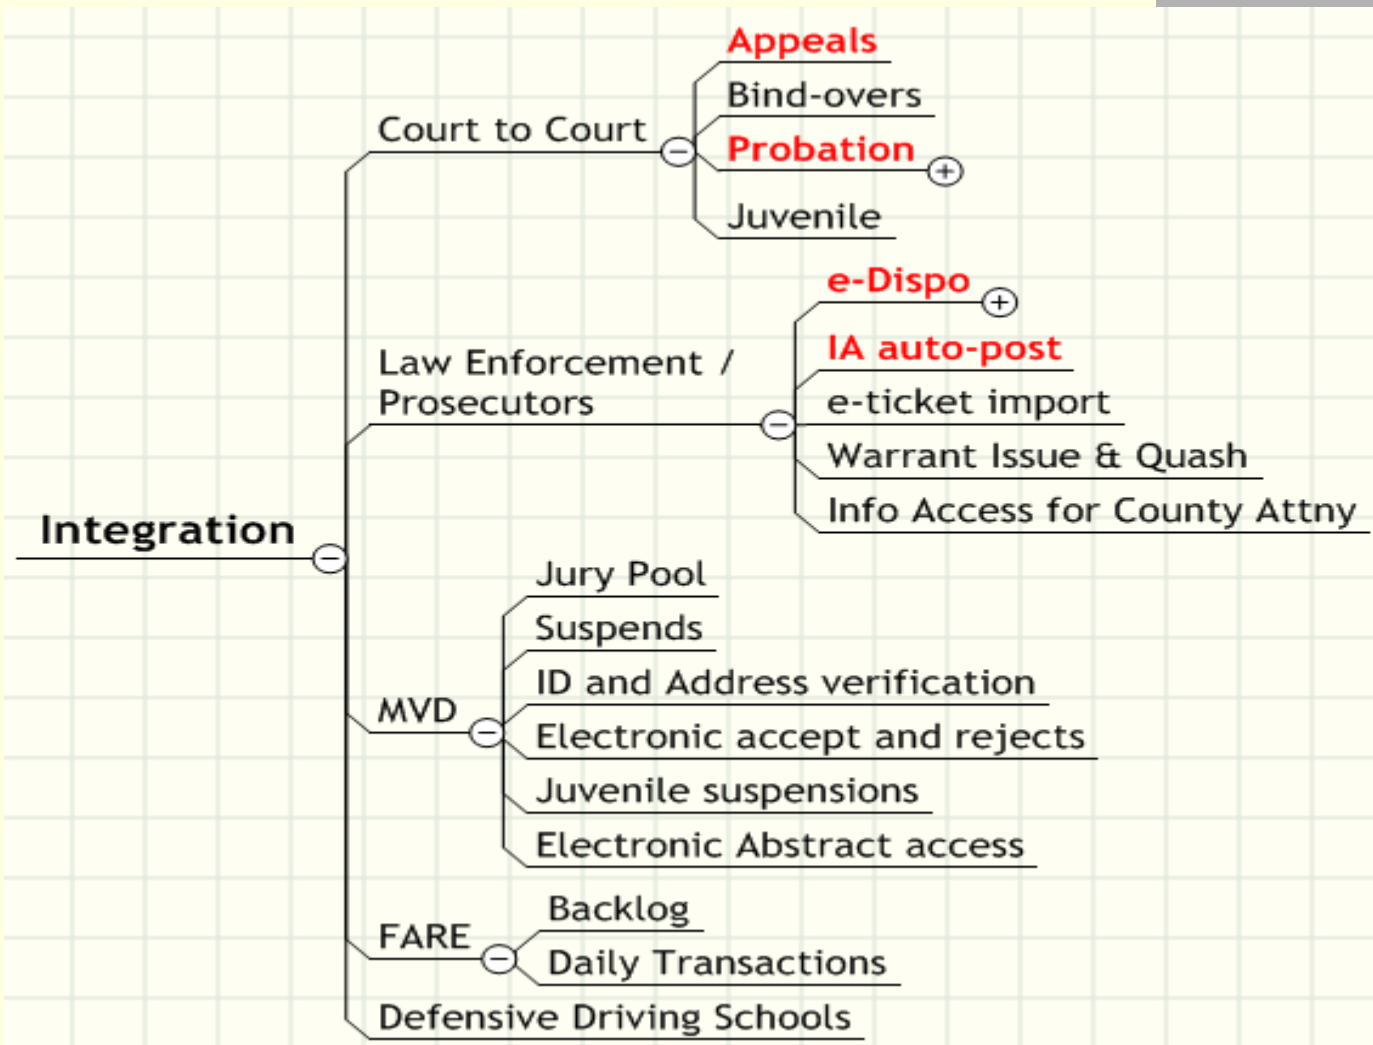 Integration
Court to Court
Appeals
Bind-overs
Probation
Juvenile
Law Enforcement /
Prosecutors
e-Dispo
IA auto-post
e-ticket import
Warrant Issue & Quash
Info Access for County Attny
MVD
Jury Pool
Suspends
ID and Address verification
Electronic accept and rejects
Juvenile suspensions
Electronic Abstract access
FARE
Backlog
Daily Transactions
Defensive Driving Schools